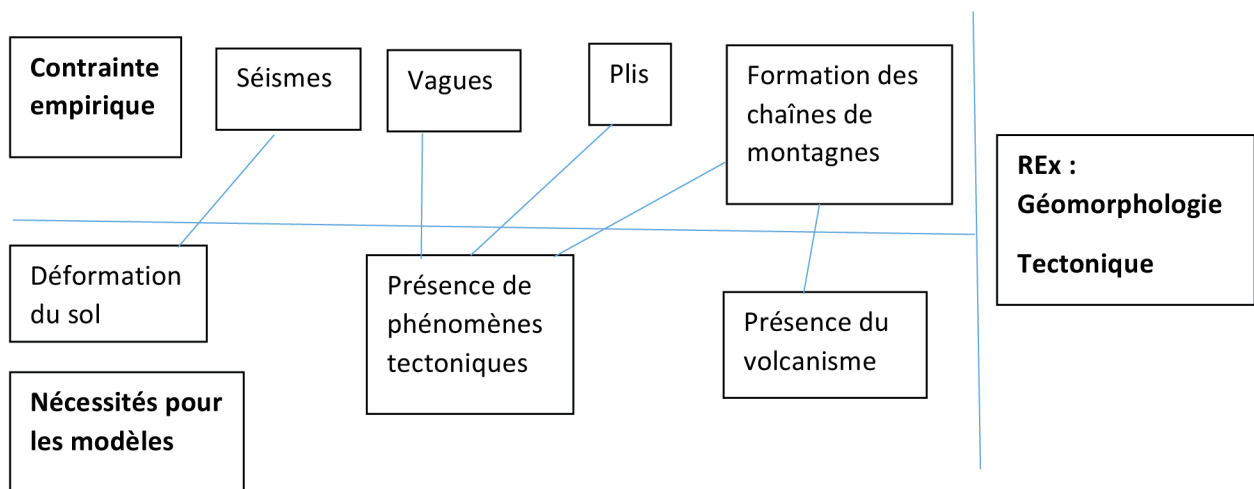 Contrainte
empirique
Séismes
Vagues
Plis
Formation des
chaînes de
montagnes
REx :
Géomorphologie
Tectonique
Déformation
du sol
Présence de
phénomènes
tectoniques
Présence du
volcanisme
Nécessités pour
les modèles